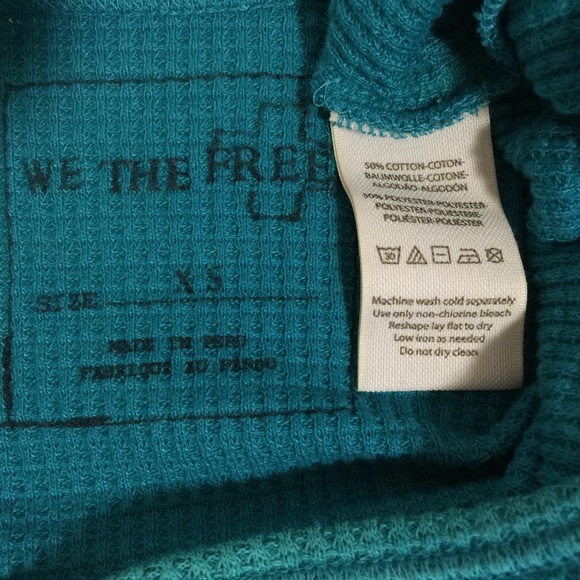 WE THE FREE
SIZE XS
MADE IN PERU
FABRIQUÉ AU PÉROU
50% COTTON-COTON-
BAUMWOLLE-COTONE-
ALGODÃO-ALGODÓN
50% POLYESTER-POLYESTER-
POLYESTER-POLIESTERE-
POLIÉSTER-POLIÉSTER
30
Machine wash cold separately
Use only non-chlorine bleach
Reshape lay flat to dry
Low iron as needed
Do not dry clean